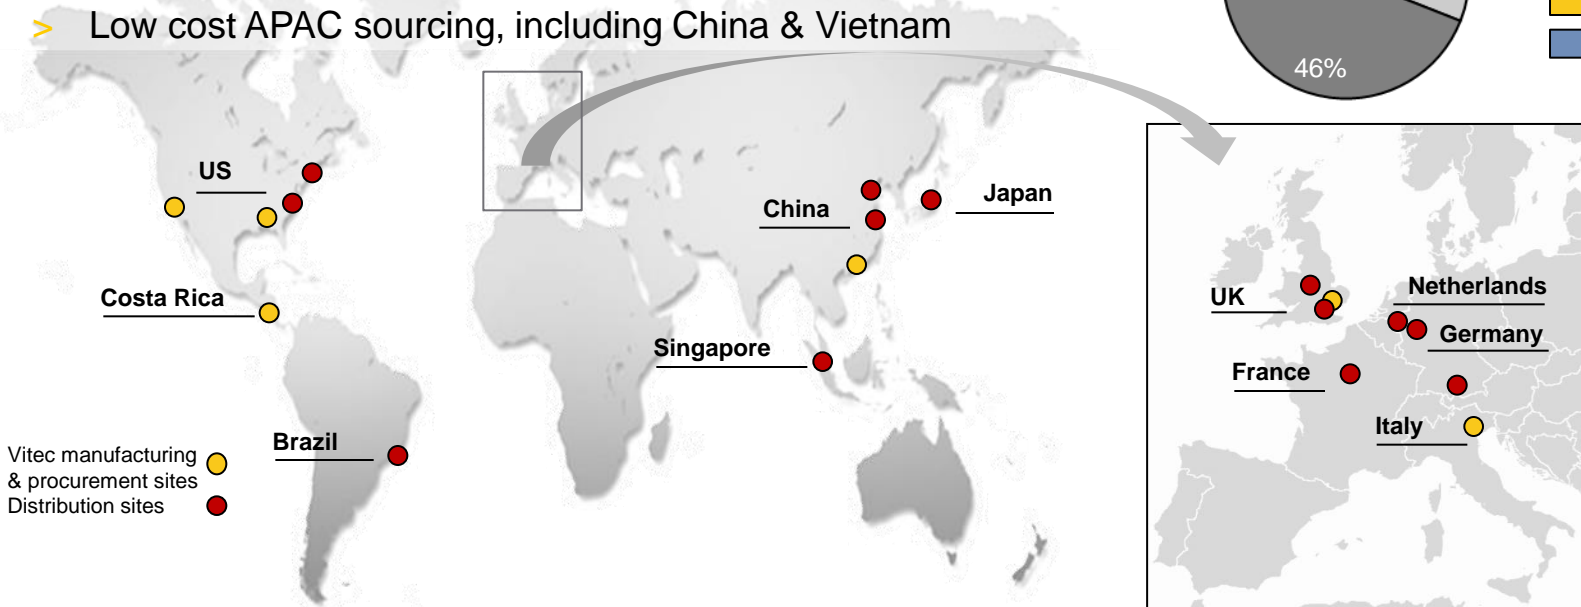 > Low cost APAC sourcing, including China & Vietnam
46%
US
China
Japan
Costa Rica
Singapore
Brazil
Vitec manufacturing
& procurement sites
Distribution sites
UK
Netherlands
Germany
France
Italy